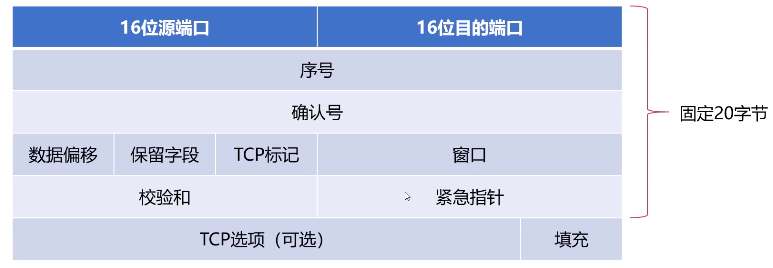 16位源端口 16位目的端口
序号
确认号
数据偏移 保留字段 TCP标记 窗口
校验和 紧急指针
TCP选项（可选） 填充
固定20字节